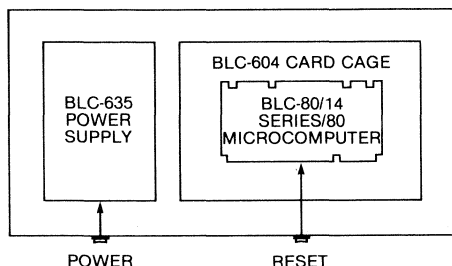 BLC-635
POWER
SUPPLY
BLC-604 CARD CAGE
BLC-80/14
SERIES/80
MICROCOMPUTER
POWER
RESET